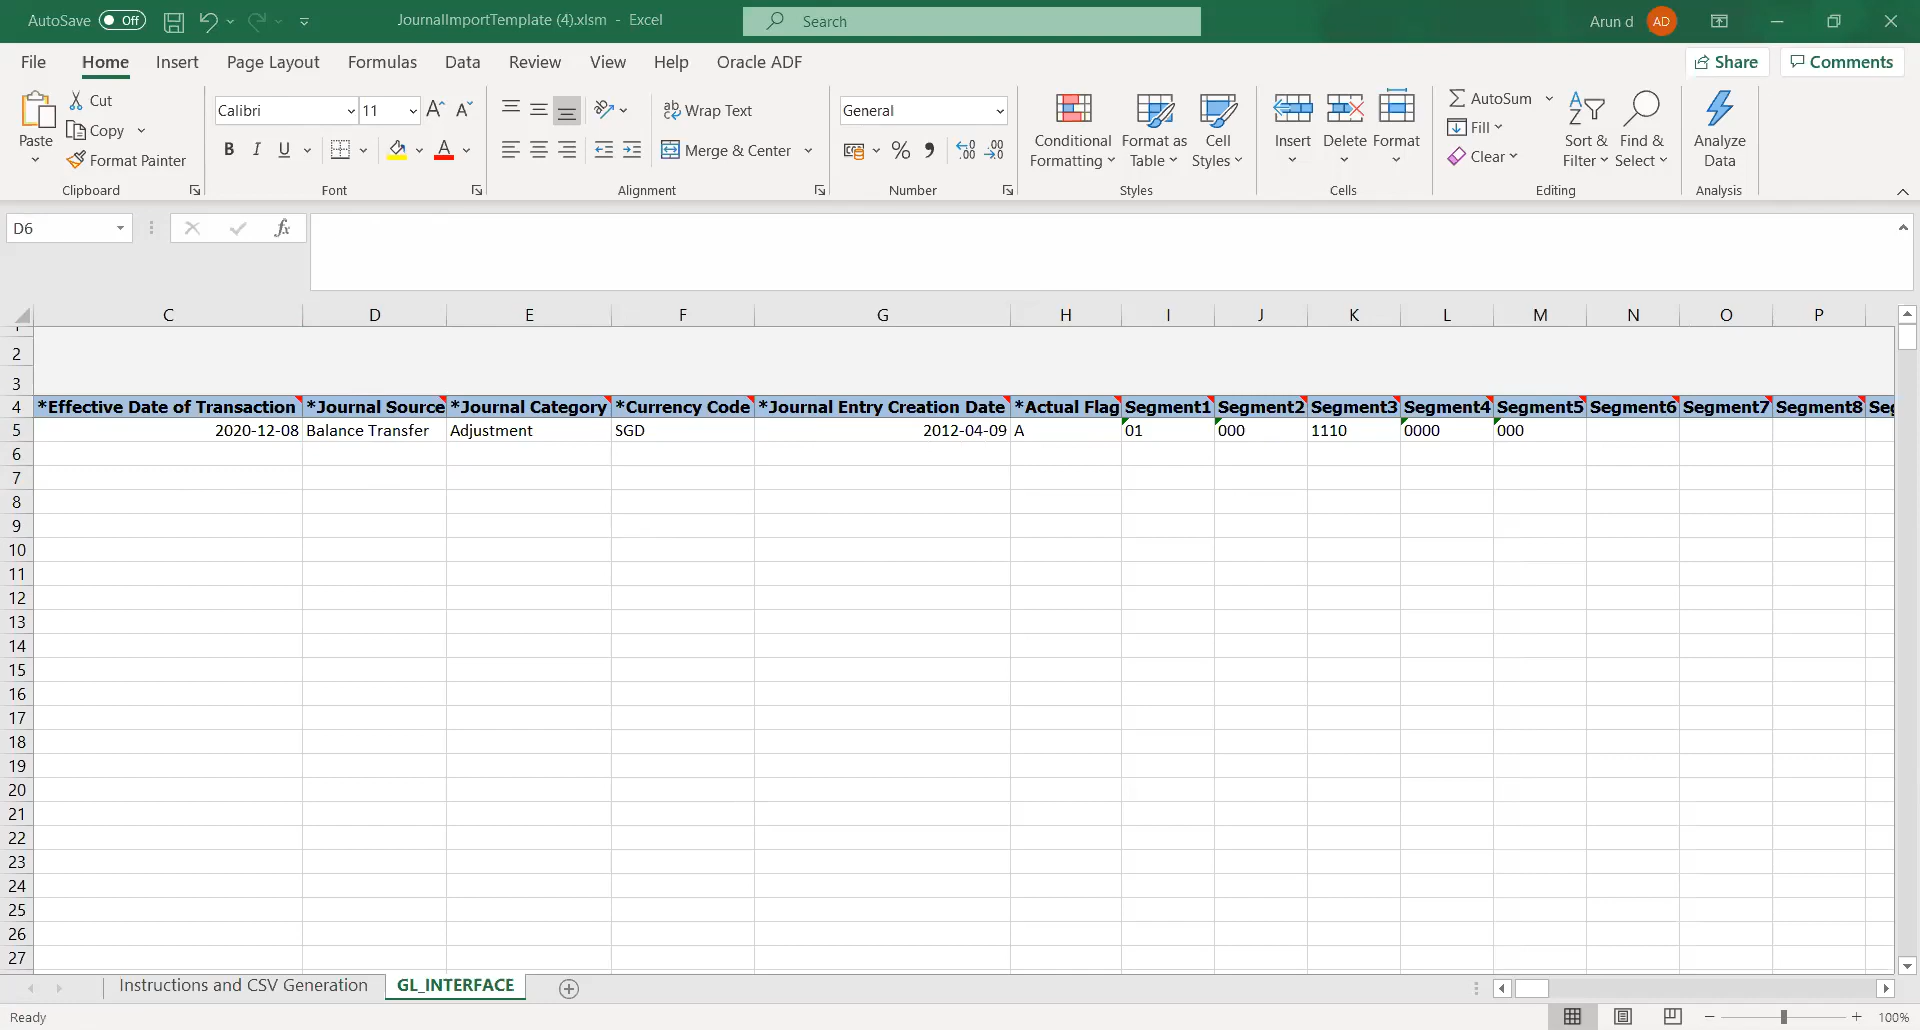 AutoSave Off JournalImportTemplate (4).xlsm - Excel Search Arun d AD
File Home Insert Page Layout Formulas Data Review View Help Oracle ADF Share Comments
Paste
Cut
Copy
Format Painter
Clipboard
Calibri 11 A A
B I U A
Font
ab Wrap Text
Merge & Center
Alignment
General
% 9 .00 .00
Number
Conditional
Formatting
Format as
Table
Cell
Styles
Styles
Insert Delete Format
Cells
AutoSum
Fill
Clear
Sort &
Filter
Find &
Select
Editing
Analyze
Data
Analysis
D6 fx
C D E F G H I J K L M N O P
2
3
4 *Effective Date of Transaction *Journal Source *Journal Category *Currency Code *Journal Entry Creation Date *Actual Flag Segment1 Segment2 Segment3 Segment4 Segment5 Segment6 Segment7 Segment8 Seg
5 2020-12-08 Balance Transfer Adjustment SGD 2012-04-09 A 01 000 1110 0000 000
6
7
8
9
10
11
12
13
14
15
16
17
18
19
20
21
22
23
24
25
26
27
Instructions and CSV Generation GL_INTERFACE
Ready 100%